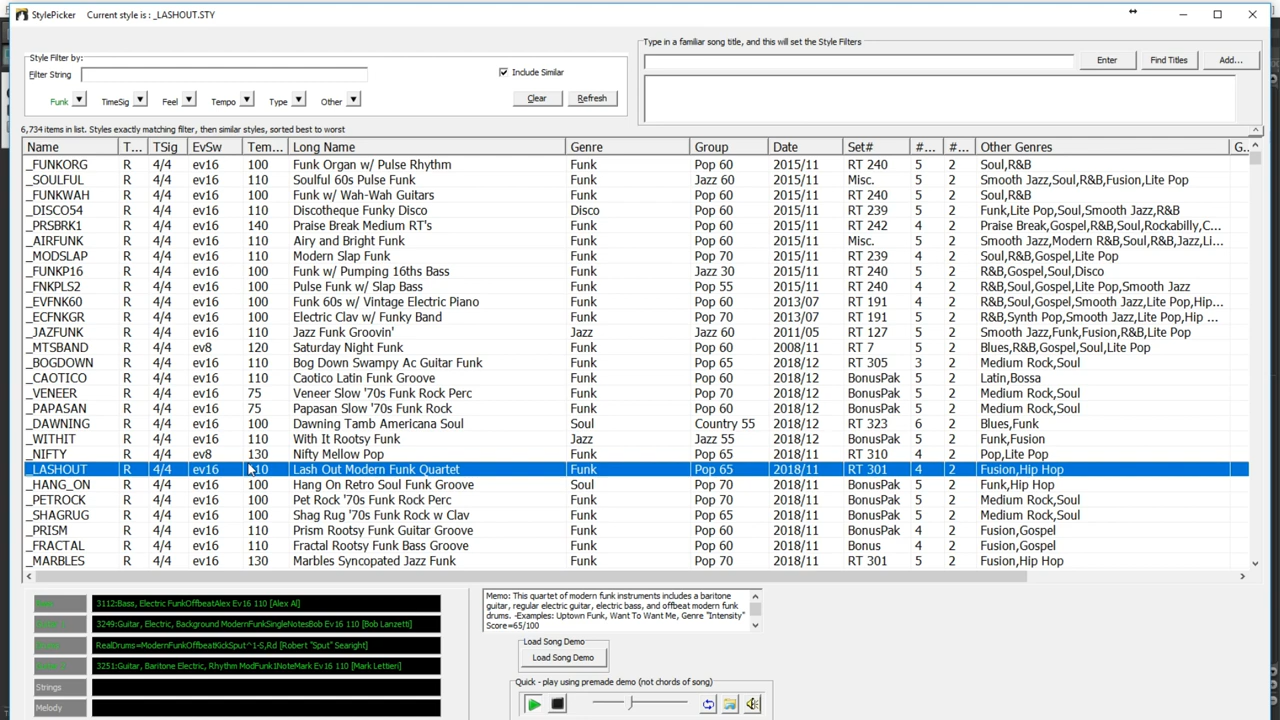 StylePicker Current style is : _LASHOUT.STY
Type in a familiar song title, and this will set the Style Filters
Style Filter by:
Filter String
Include Similar
Enter Find Titles Add...
Funk TimeSig Feel Tempo Type Other Clear Refresh
6,734 items in list. Styles exactly matching filter, then similar styles, sorted best to worst
Name T... TSig EvSw Tem... Long Name Genre Group Date Set# #... #... Other Genres G.
_FUNKORG R 4/4 ev16 100 Funk Organ w/ Pulse Rhythm Funk Pop 60 2015/11 RT 240 5 2 Soul,R&B
_SOULFUL R 4/4 ev16 110 Soulful 60s Pulse Funk Funk Jazz 60 2015/11 Misc. 5 2 Smooth Jazz,Soul,R&B,Fusion,Lite Pop
_FUNKWAH R 4/4 ev16 100 Funk w/ Wah-Wah Guitars Funk Pop 60 2015/11 RT 240 5 2 Soul,R&B
_DISCO54 R 4/4 ev16 110 Discotheque Funky Disco Disco Pop 60 2015/11 RT 239 5 2 Funk,Lite Pop,Soul,Smooth Jazz,R&B
_PRSBRK1 R 4/4 ev16 140 Praise Break Medium RT's Funk Pop 60 2015/11 RT 242 4 2 Praise Break,Gospel,R&B,Soul,Rockabilly,C...
_AIRFUNK R 4/4 ev16 110 Airy and Bright Funk Funk Pop 60 2015/11 Misc. 5 2 Smooth Jazz,Modern R&B,Soul,R&B,Jazz,Li...
_MODSLAP R 4/4 ev16 110 Modern Slap Funk Funk Pop 70 2015/11 RT 239 4 2 R&B,Gospel,Soul,Lite Pop
_FUNKP16 R 4/4 ev16 100 Funk w/ Pumping 16ths Bass Funk Jazz 30 2015/11 RT 240 5 2 R&B,Gospel,Soul,Disco
_FNKPLS2 R 4/4 ev16 100 Pulse Funk w/ Slap Bass Funk Pop 55 2015/11 RT 240 5 2 R&B,Soul,Gospel,Lite Pop,Smooth Jazz
_EVFNK60 R 4/4 ev16 100 Funk 60s w/ Vintage Electric Piano Funk Pop 60 2013/07 RT 191 4 2 R&B,Soul,Gospel,Smooth Jazz,Lite Pop,Hip...
_ECFNKGR R 4/4 ev16 100 Electric Clav w/ Funky Band Funk Pop 60 2013/07 RT 191 5 2 R&B,Synth Pop,Smooth Jazz,Lite Pop,Hip ...
_JAZFUNK R 4/4 ev16 110 Jazz Funk Groovin' Jazz Jazz 60 2011/05 RT 127 5 2 Smooth Jazz,Funk,Fusion,R&B,Lite Pop
_MTSBAND R 4/4 ev8 120 Saturday Night Funk Funk Pop 60 2008/11 RT 7 5 2 Blues,R&B,Gospel,Soul,Lite Pop
_BOGDOWN R 4/4 ev16 110 Bog Down Swampy Ac Guitar Funk Funk Pop 65 2018/12 RT 305 3 2 Medium Rock,Soul
_CAOTICO R 4/4 ev16 110 Caotico Latin Funk Groove Funk Pop 60 2018/12 BonusPak 5 2 Latin,Bossa
_VENEER R 4/4 ev16 75 Veneer Slow '70s Funk Rock Perc Funk Pop 70 2018/12 BonusPak 5 2 Medium Rock,Soul
_PAPASAN R 4/4 ev16 75 Papasan Slow '70s Funk Rock Funk Pop 60 2018/12 BonusPak 5 2 Medium Rock,Soul
_DAWNING R 4/4 ev16 100 Dawning Tamb Americana Soul Soul Country 55 2018/12 RT 323 6 2 Blues,Funk
_WITHIT R 4/4 ev16 110 With It Rootsy Funk Jazz Jazz 55 2018/12 BonusPak 5 2 Funk,Fusion
_NIFTY R 4/4 ev8 130 Nifty Mellow Pop Funk Pop 65 2018/11 RT 310 4 2 Pop,Lite Pop
_LASHOUT R 4/4 ev16 110 Lash Out Modern Funk Quartet Funk Pop 65 2018/11 RT 301 4 2 Fusion,Hip Hop
_HANG_ON R 4/4 ev16 100 Hang On Retro Soul Funk Groove Soul Pop 70 2018/11 BonusPak 5 2 Funk,Hip Hop
_PETROCK R 4/4 ev16 100 Pet Rock '70s Funk Rock Perc Funk Pop 70 2018/11 BonusPak 5 2 Medium Rock,Soul
_SHAGRUG R 4/4 ev16 100 Shag Rug '70s Funk Rock w Clav Funk Pop 65 2018/11 BonusPak 5 2 Medium Rock,Soul
_PRISM R 4/4 ev16 110 Prism Rootsy Funk Guitar Groove Funk Pop 65 2018/11 BonusPak 4 2 Fusion,Gospel
_FRACTAL R 4/4 ev16 110 Fractal Rootsy Funk Bass Groove Funk Pop 65 2018/11 Bonus 4 2 Fusion,Gospel
_MARBLES R 4/4 ev16 130 Marbles Syncopated Jazz Funk Funk Pop 65 2018/11 RT 301 5 2 Fusion,Hip Hop
3112:Bass, Electric FunkOffbeatAlex Ev16 110 [Alex Al]
3249:Guitar, Electric, Background ModernFunkSingleNotesBob Ev16 110 [Bob Lanzetti]
RealDrums=ModernFunkOffbeatKickSput^1-S,Rd [Robert "Sput" Searight]
3251:Guitar, Baritone Electric, Rhythm ModFunk1NoteMark Ev16 110 [Mark Lettieri]
Strings
Melody
Memo: This quartet of modern funk instruments includes a baritone
guitar, regular electric guitar, electric bass, and offbeat modern funk
drums. -Examples: Uptown Funk, Want To Want Me, Genre "Intensity"
Score=65/100
Load Song Demo
Load Song Demo
Quick - play using premade demo (not chords of song)